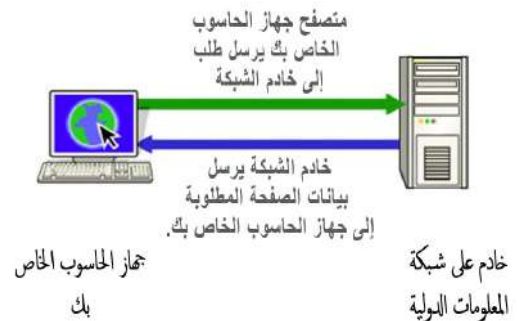 متصفح جهاز الحاسوب
الخاص بك يرسل طلب
إلى خادم الشبكة
خادم الشبكة يرسل
بيانات الصفحة المطلوبة
إلى جهاز الحاسوب الخاص بك.
خادم على شبكة
المعلومات الدولية
جهاز الحاسوب الخاص
بك